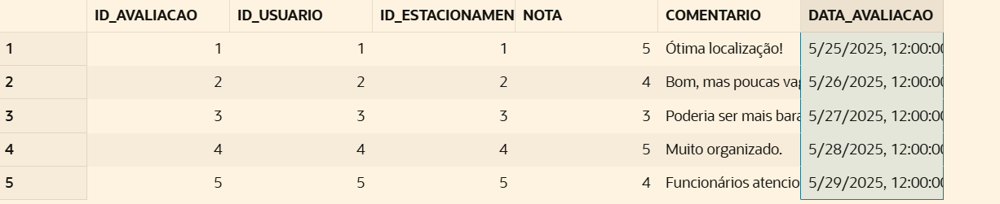 ID_AVALIACAO ID_USUARIO ID_ESTACIONAMEN NOTA COMENTARIO DATA_AVALIACAO
1 1 1 1 5 Ótima localização! 5/25/2025, 12:00:00
2 2 2 2 4 Bom, mas poucas vag 5/26/2025, 12:00:00
3 3 3 3 3 Poderia ser mais bara 5/27/2025, 12:00:00
4 4 4 4 5 Muito organizado. 5/28/2025, 12:00:00
5 5 5 5 4 Funcionários atencio 5/29/2025, 12:00:00